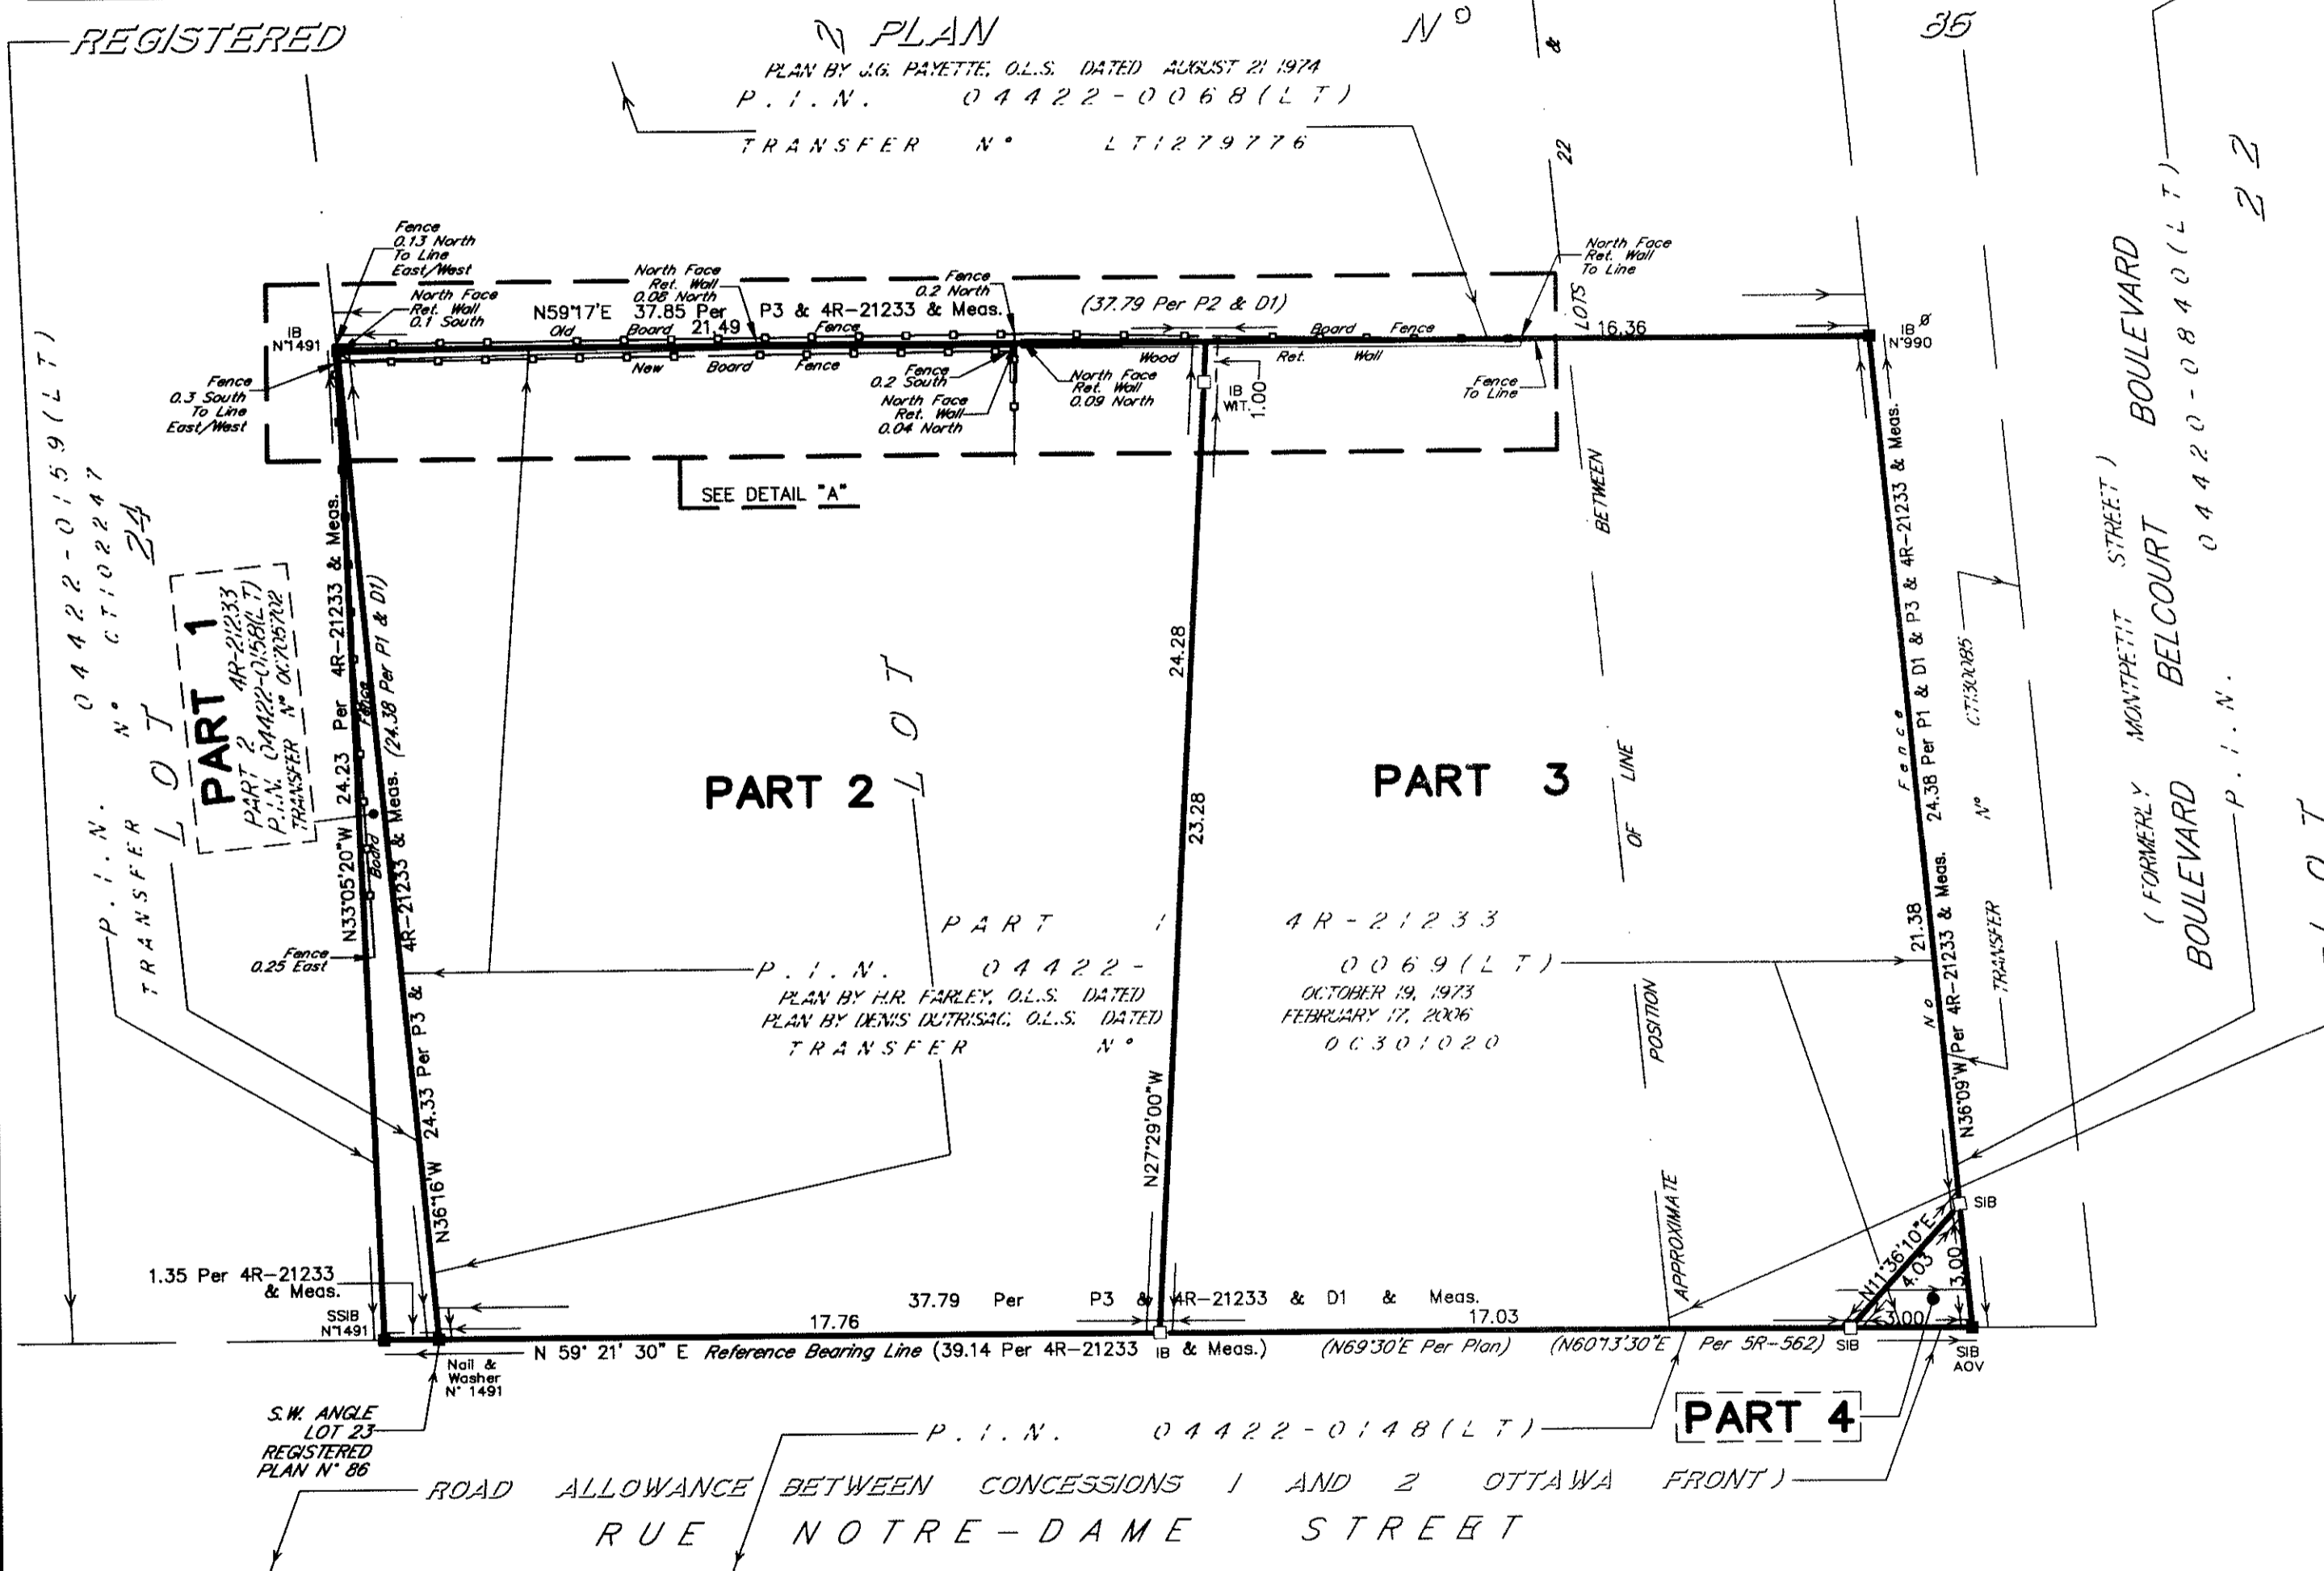 REGISTERED PLAN Nº 86
PLAN BY J.G. PAYETTE, O.L.S. DATED AUGUST 21 1974
P.I.N. 04422-0068(LT)
TRANSFER Nº LT1279776
&
22
LOTS
BETWEEN
OF LINE
POSITION
APPROXIMATE
Fence
0.13 North
To Line
East/West
North Face
Ret. Wall
0.1 South
IB
Nº1491
North Face
Ret. Wall
0.08 North
Fence
0.2 North
(37.79 Per P2 & D1)
North Face
Ret. Wall
To Line
N59°17'E 37.85 Per P3 & 4R-21233 & Meas.
Old Board 21.49 Fence
Board Fence
16.36
IB Ø
Nº990
New Board Fence
Wood Ret. Wall
Fence
0.3 South
To Line
East/West
Fence
0.2 South
North Face
Ret. Wall
0.04 North
North Face
Ret. Wall
0.09 North
IB
WIT.
1.00
Fence
To Line
SEE DETAIL "A"
P.I.N. 04422-0159(LT)
TRANSFER Nº CT102247
LOT 24
PART 1
PART 2 4R-21233
P.I.N. 04422-0158(LT)
TRANSFER Nº OC705702
N33°05'20"W 24.23 Per 4R-21233 & Meas.
Board Fence
N36°16'W 24.33 Per P3 & 4R-21233 & Meas. (24.38 Per P1 & D1)
Fence
0.25 East
PART 2
LOT
PART 3
24.28
23.28
N27°29'00"W
PART 1 4R-21233
P.I.N. 04422-0069(LT)
PLAN BY H.R. FARLEY, O.L.S. DATED OCTOBER 19, 1973
PLAN BY DENIS DUTRISAC, O.L.S. DATED FEBRUARY 17, 2006
TRANSFER Nº OC301020
No Fence
21.38
N36°09'W Per 4R-21233 & Meas. 24.38 Per P1 & D1 & P3 & 4R-21233 & Meas.
TRANSFER Nº CT130085
(FORMERLY MONTPETIT STREET)
BOULEVARD BELCOURT BOULEVARD
P.I.N. 04420-0840(LT)
LOT 22
SIB
N11°36'10"E
4.03
3.00
3.00
1.35 Per 4R-21233
& Meas.
SSIB
Nº1491
37.79 Per P3 & 4R-21233 & D1 & Meas.
17.76
17.03
N 59° 21' 30" E Reference Bearing Line (39.14 Per 4R-21233 & Meas.)
IB
(N69°30'E Per Plan)
(N60°13'30"E Per 5R-562)
SIB
SIB
AOV
Nail &
Washer
Nº 1491
S.W. ANGLE
LOT 23
REGISTERED
PLAN Nº 86
PART 4
P.I.N. 04422-0148(LT)
ROAD ALLOWANCE BETWEEN CONCESSIONS 1 AND 2 OTTAWA FRONT)
RUE NOTRE-DAME STREET